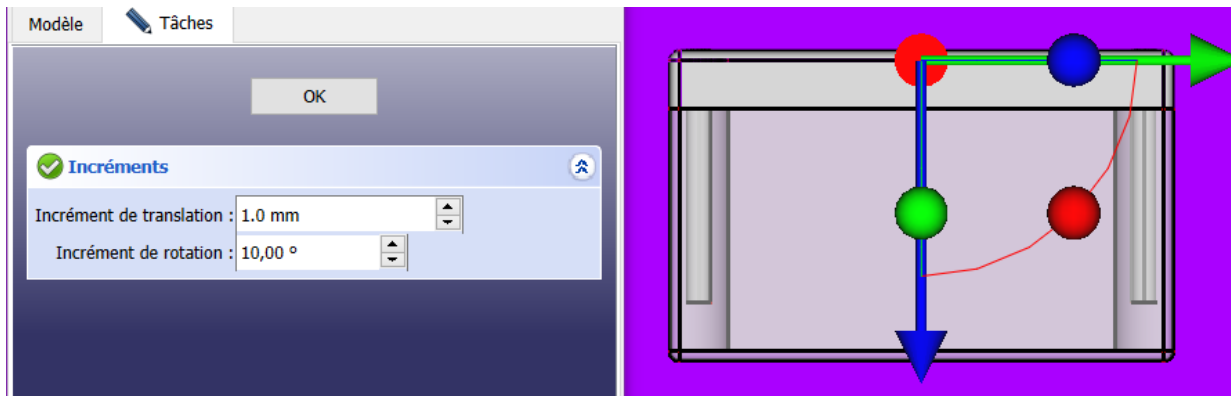 Modèle
Tâches
OK
Incréments
Incrément de translation : 1.0 mm
Incrément de rotation : 10,00 º